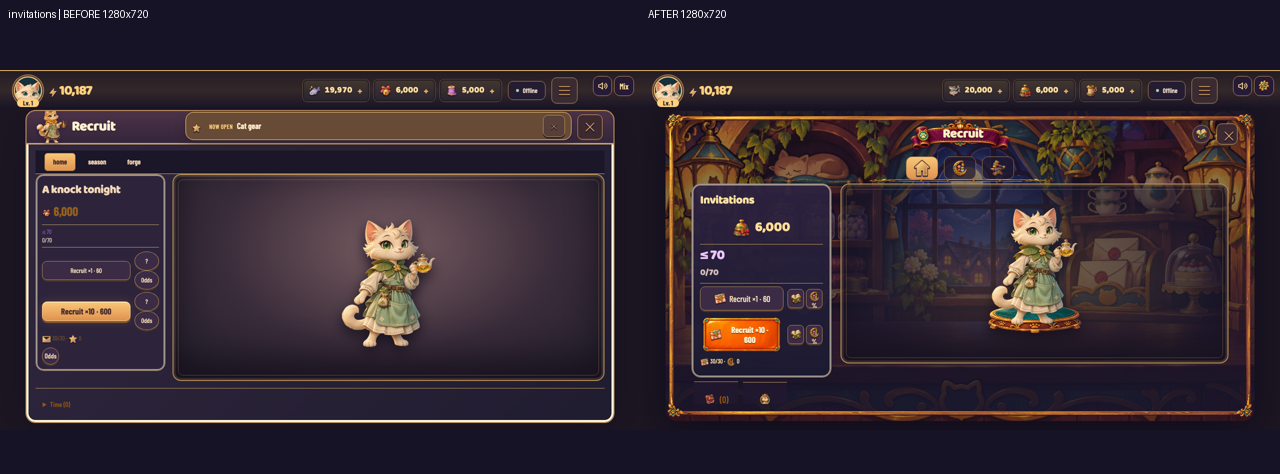 invitations | BEFORE 1280x720
AFTER 1280x720
Lv. 1
10,187
19,970 +
6,000 +
5,000 +
Offline
Mix
Recruit
NOW OPEN Cat gear
home
season
forge
A knock tonight
6,000
≤ 70
0/70
Recruit ×1 · 60
?
Odds
Recruit ×10 · 600
?
Odds
30/30
Odds
Time (0)
Lv. 1
10,187
20,000 +
6,000 +
5,000 +
Offline
Recruit
Invitations
6,000
≤ 70
0/70
Recruit ×1 · 60
%
Recruit ×10 ·
600
%
30/30 · 0
(0)